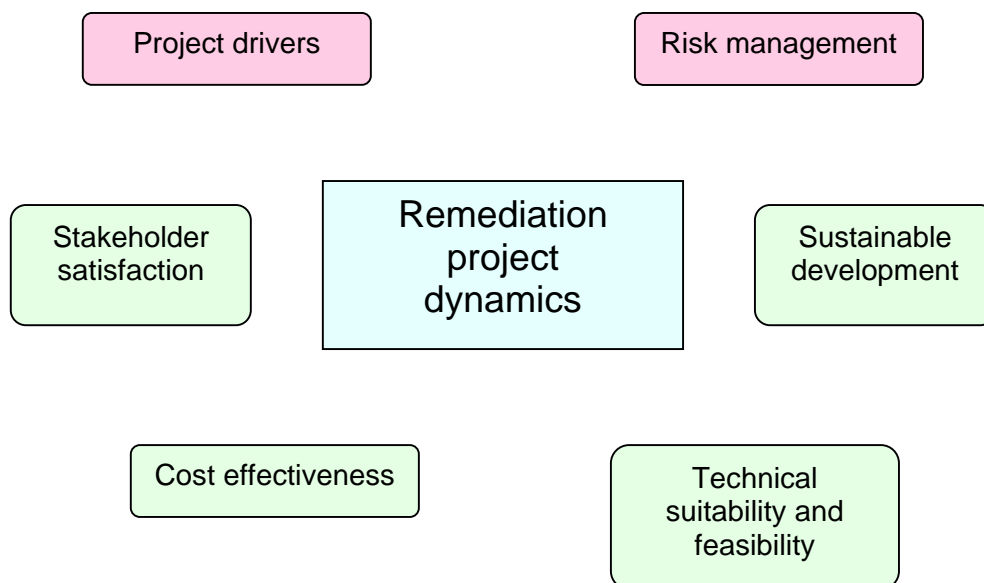 Project drivers
Risk management
Remediation
project
dynamics
Stakeholder
satisfaction
Sustainable
development
Cost effectiveness
Technical
suitability and
feasibility